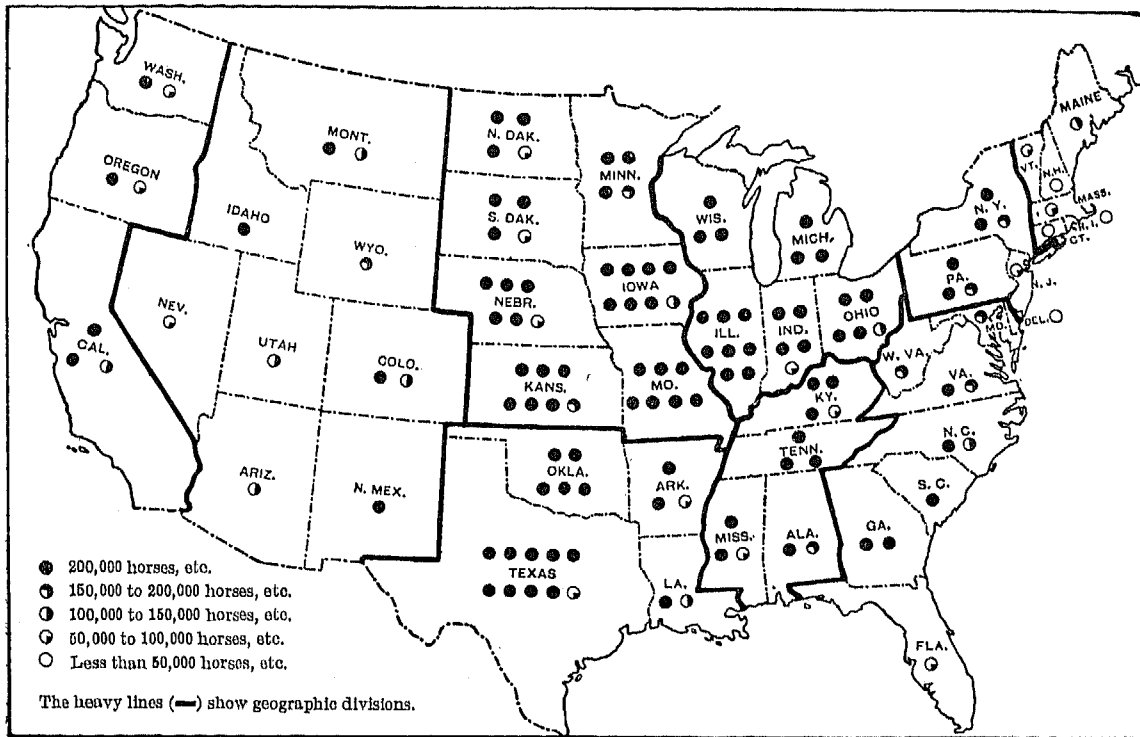 WASH.
OREGON
CAL.
NEV.
IDAHO
MONT.
WYO.
UTAH
COLO.
ARIZ.
N. MEX.
N. DAK.
S. DAK.
NEBR.
KANS.
OKLA.
TEXAS
MINN.
IOWA
MO.
ARK.
LA.
WIS.
MICH.
ILL.
IND.
OHIO
KY.
TENN.
MISS.
ALA.
GA.
FLA.
S. C.
N. C.
VA.
W. VA.
MD.
DEL.
PA.
N. J.
N. Y.
CT.
R. I.
MASS.
VT.
N.H.
MAINE
200,000 horses, etc.
150,000 to 200,000 horses, etc.
100,000 to 150,000 horses, etc.
50,000 to 100,000 horses, etc.
Less than 50,000 horses, etc.
The heavy lines (━) show geographic divisions.